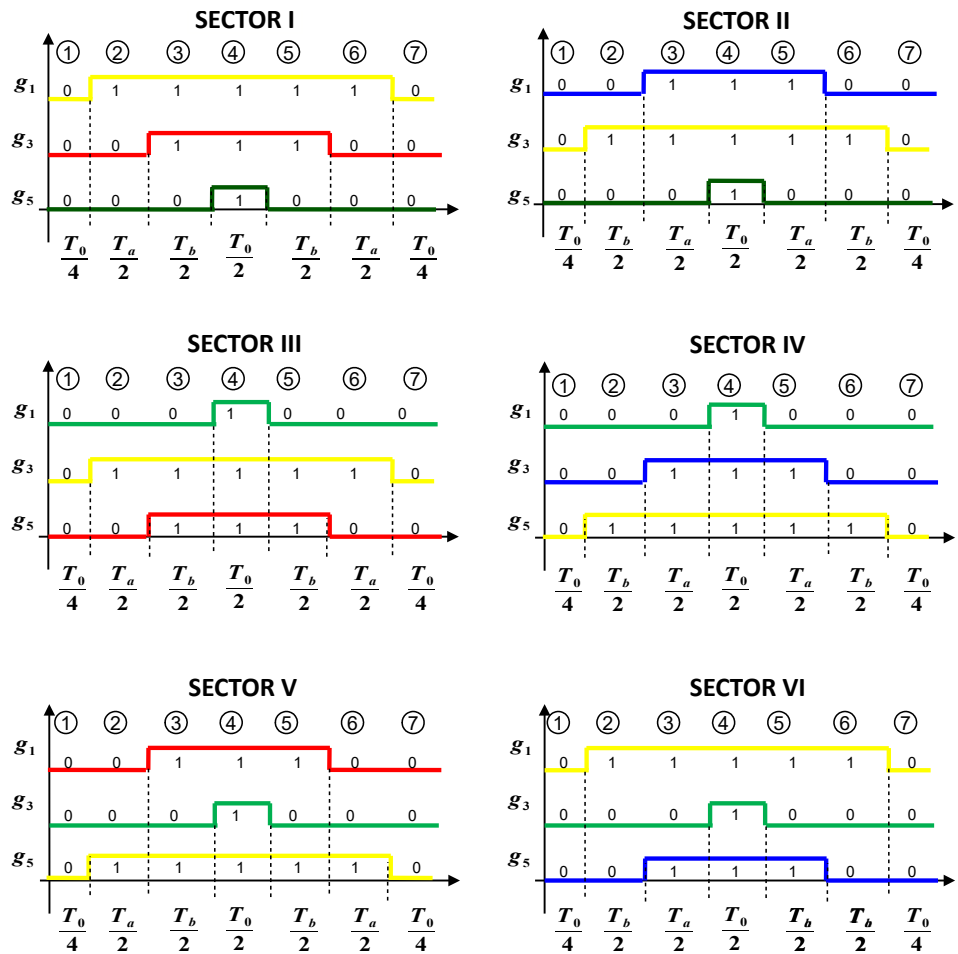 SECTOR I
① ② ③ ④ ⑤ ⑥ ⑦
g1 0 1 1 1 1 1 0
g3 0 0 1 1 1 0 0
g5 0 0 0 1 0 0 0
T0 Ta Tb T0 Tb Ta T0
4 2 2 2 2 2 4
SECTOR II
① ② ③ ④ ⑤ ⑥ ⑦
g1 0 0 1 1 1 0 0
g3 0 1 1 1 1 1 0
g5 0 0 0 1 0 0 0
T0 Tb Ta T0 Ta Tb T0
4 2 2 2 2 2 4
SECTOR III
① ② ③ ④ ⑤ ⑥ ⑦
g1 0 0 0 1 0 0 0
g3 0 1 1 1 1 1 0
g5 0 0 1 1 1 0 0
T0 Ta Tb T0 Tb Ta T0
4 2 2 2 2 2 4
SECTOR IV
① ② ③ ④ ⑤ ⑥ ⑦
g1 0 0 0 1 0 0 0
g3 0 0 1 1 1 0 0
g5 0 1 1 1 1 1 0
T0 Tb Ta T0 Ta Tb T0
4 2 2 2 2 2 4
SECTOR V
① ② ③ ④ ⑤ ⑥ ⑦
g1 0 0 1 1 1 0 0
g3 0 0 0 1 0 0 0
g5 0 1 1 1 1 1 0
T0 Ta Tb T0 Tb Ta T0
4 2 2 2 2 2 4
SECTOR VI
① ② ③ ④ ⑤ ⑥ ⑦
g1 0 1 1 1 1 1 0
g3 0 0 0 1 0 0 0
g5 0 0 1 1 1 0 0
T0 Tb Ta T0 T Tb T0
4 2 2 2 2 2 4